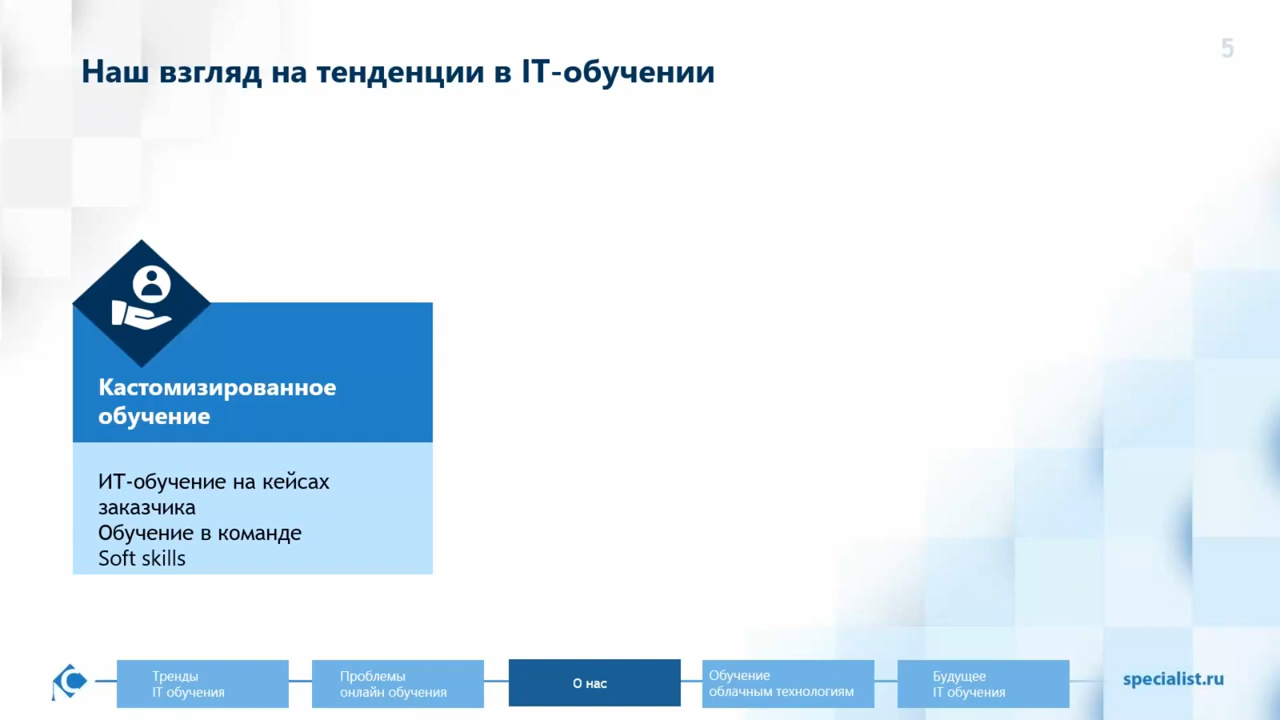 5
Наш взгляд на тенденции в IT-обучении
Кастомизированное
обучение
ИТ-обучение на кейсах
заказчика
Обучение в команде
Soft skills
Тренды
IT обучения
Проблемы
онлайн обучения
О нас
Обучение
облачным технологиям
Будущее
IT обучения
specialist.ru